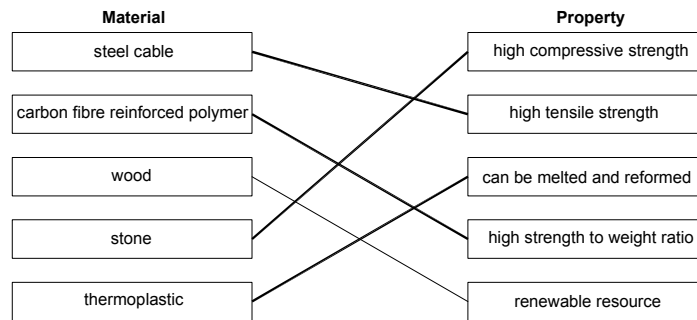 Material Property
steel cable high compressive strength
carbon fibre reinforced polymer high tensile strength
wood can be melted and reformed
stone high strength to weight ratio
thermoplastic renewable resource